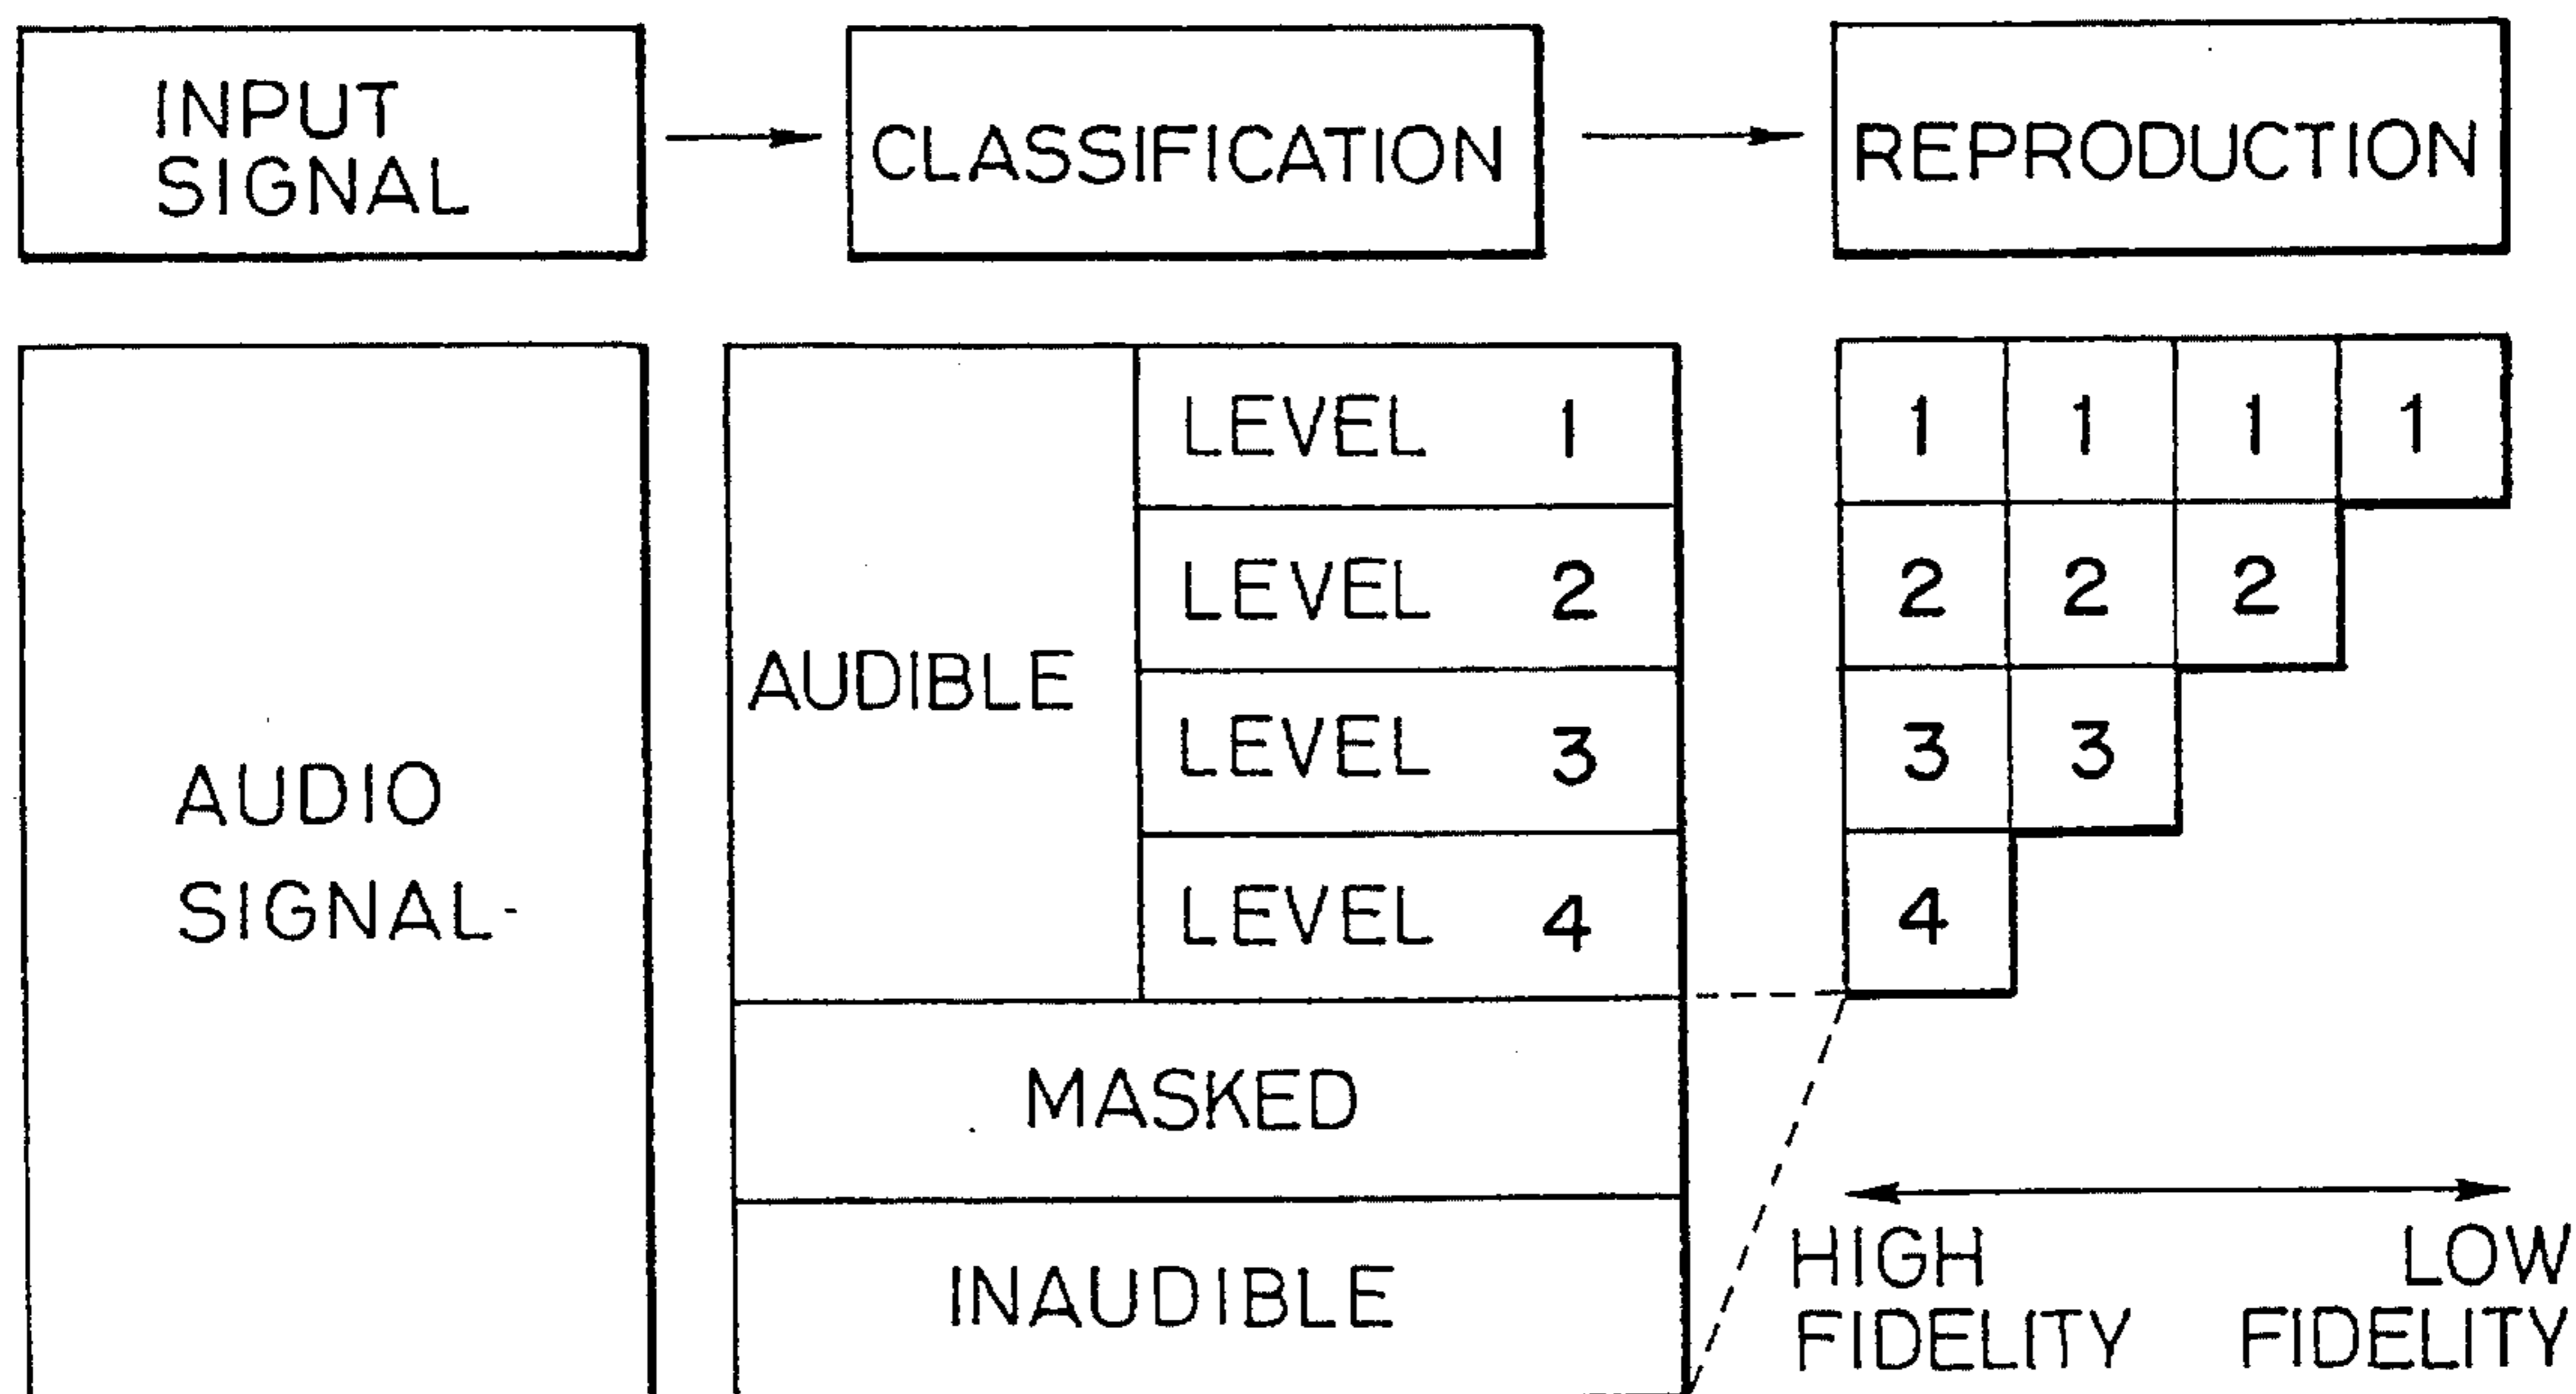 INPUT
SIGNAL
CLASSIFICATION
REPRODUCTION
AUDIO
SIGNAL
AUDIBLE
LEVEL 1
LEVEL 2
LEVEL 3
LEVEL 4
MASKED
INAUDIBLE
1 1 1 1
2 2 2
3 3
4
HIGH
FIDELITY
LOW
FIDELITY